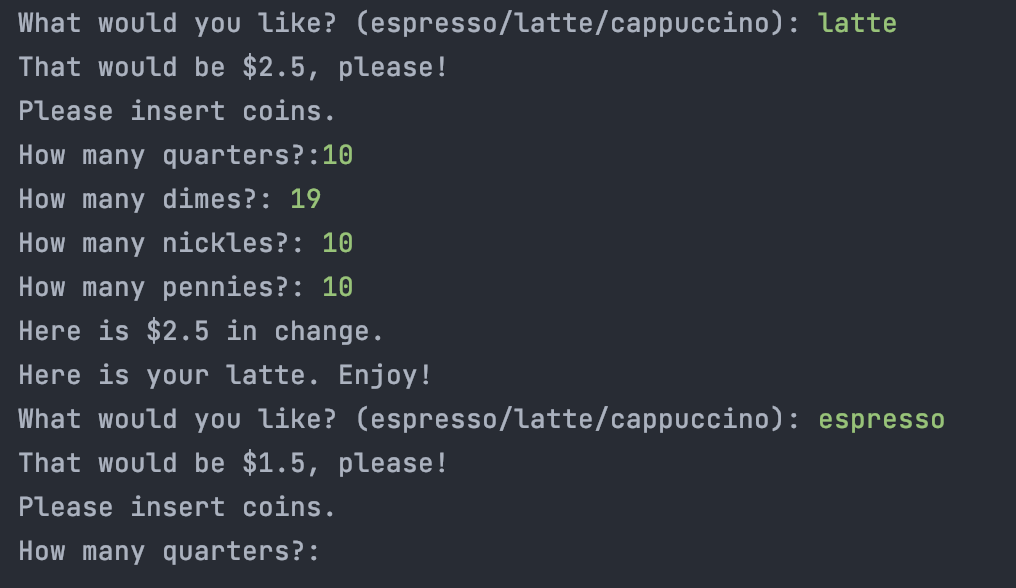 What would you like? (espresso/latte/cappuccino): latte
That would be $2.5, please!
Please insert coins.
How many quarters?:10
How many dimes?: 19
How many nickles?: 10
How many pennies?: 10
Here is $2.5 in change.
Here is your latte. Enjoy!
What would you like? (espresso/latte/cappuccino): espresso
That would be $1.5, please!
Please insert coins.
How many quarters?: